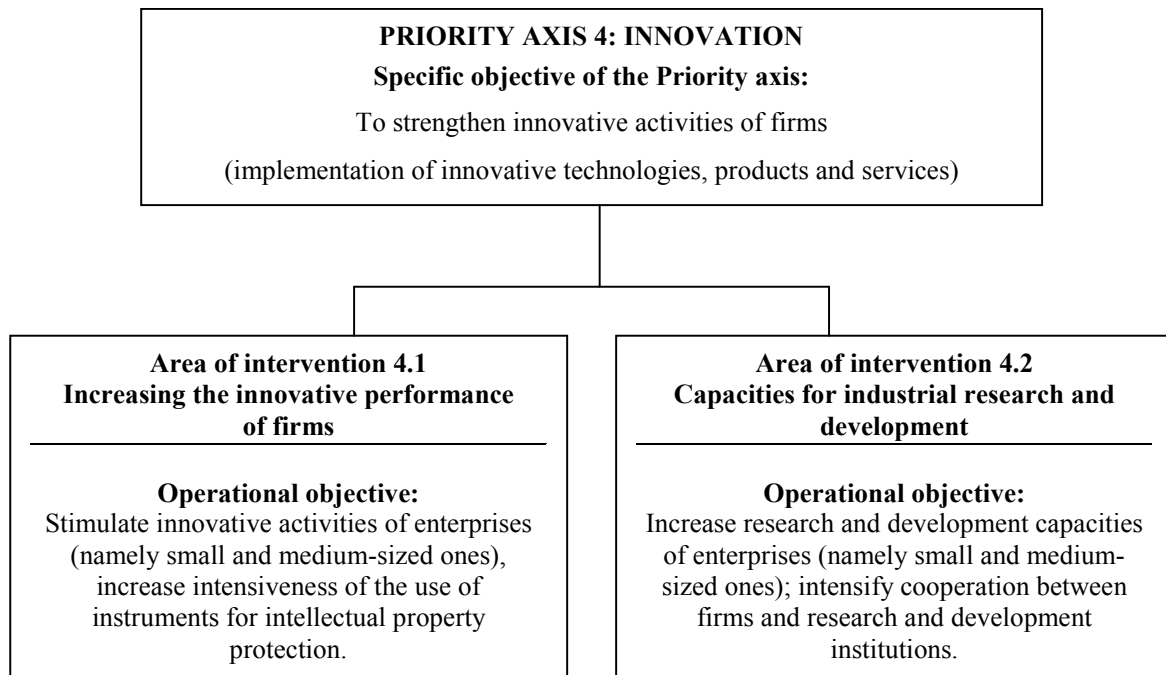 PRIORITY AXIS 4: INNOVATION
Specific objective of the Priority axis:
To strengthen innovative activities of firms
(implementation of innovative technologies, products and services)
Area of intervention 4.1
Increasing the innovative performance
of firms
Operational objective:
Stimulate innovative activities of enterprises
(namely small and medium-sized ones),
increase intensiveness of the use of
instruments for intellectual property
protection.
Area of intervention 4.2
Capacities for industrial research and
development
Operational objective:
Increase research and development capacities
of enterprises (namely small and medium-
sized ones); intensify cooperation between
firms and research and development
institutions.